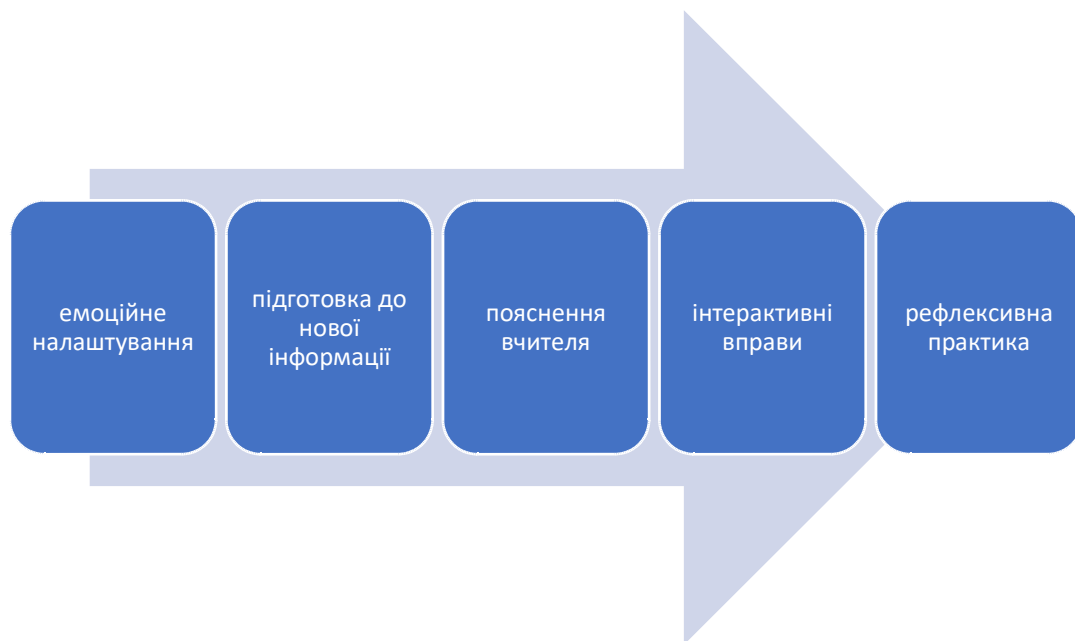 емоційне
налаштування
підготовка до
нової
інформації
пояснення
вчителя
інтерактивні
вправи
рефлексивна
практика